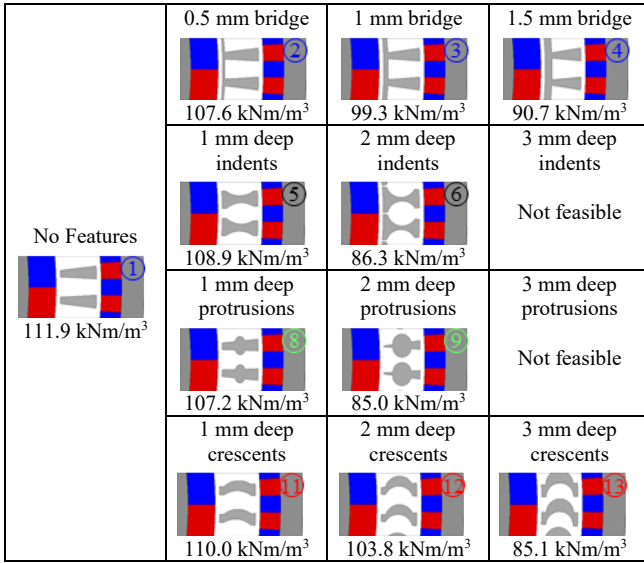 No Features
1
111.9 kNm/m³
0.5 mm bridge
2
107.6 kNm/m³
1 mm bridge
3
99.3 kNm/m³
1.5 mm bridge
4
90.7 kNm/m³
1 mm deep
indents
5
108.9 kNm/m³
2 mm deep
indents
6
86.3 kNm/m³
3 mm deep
indents
Not feasible
1 mm deep
protrusions
8
107.2 kNm/m³
2 mm deep
protrusions
9
85.0 kNm/m³
3 mm deep
protrusions
Not feasible
1 mm deep
crescents
11
110.0 kNm/m³
2 mm deep
crescents
12
103.8 kNm/m³
3 mm deep
crescents
13
85.1 kNm/m³